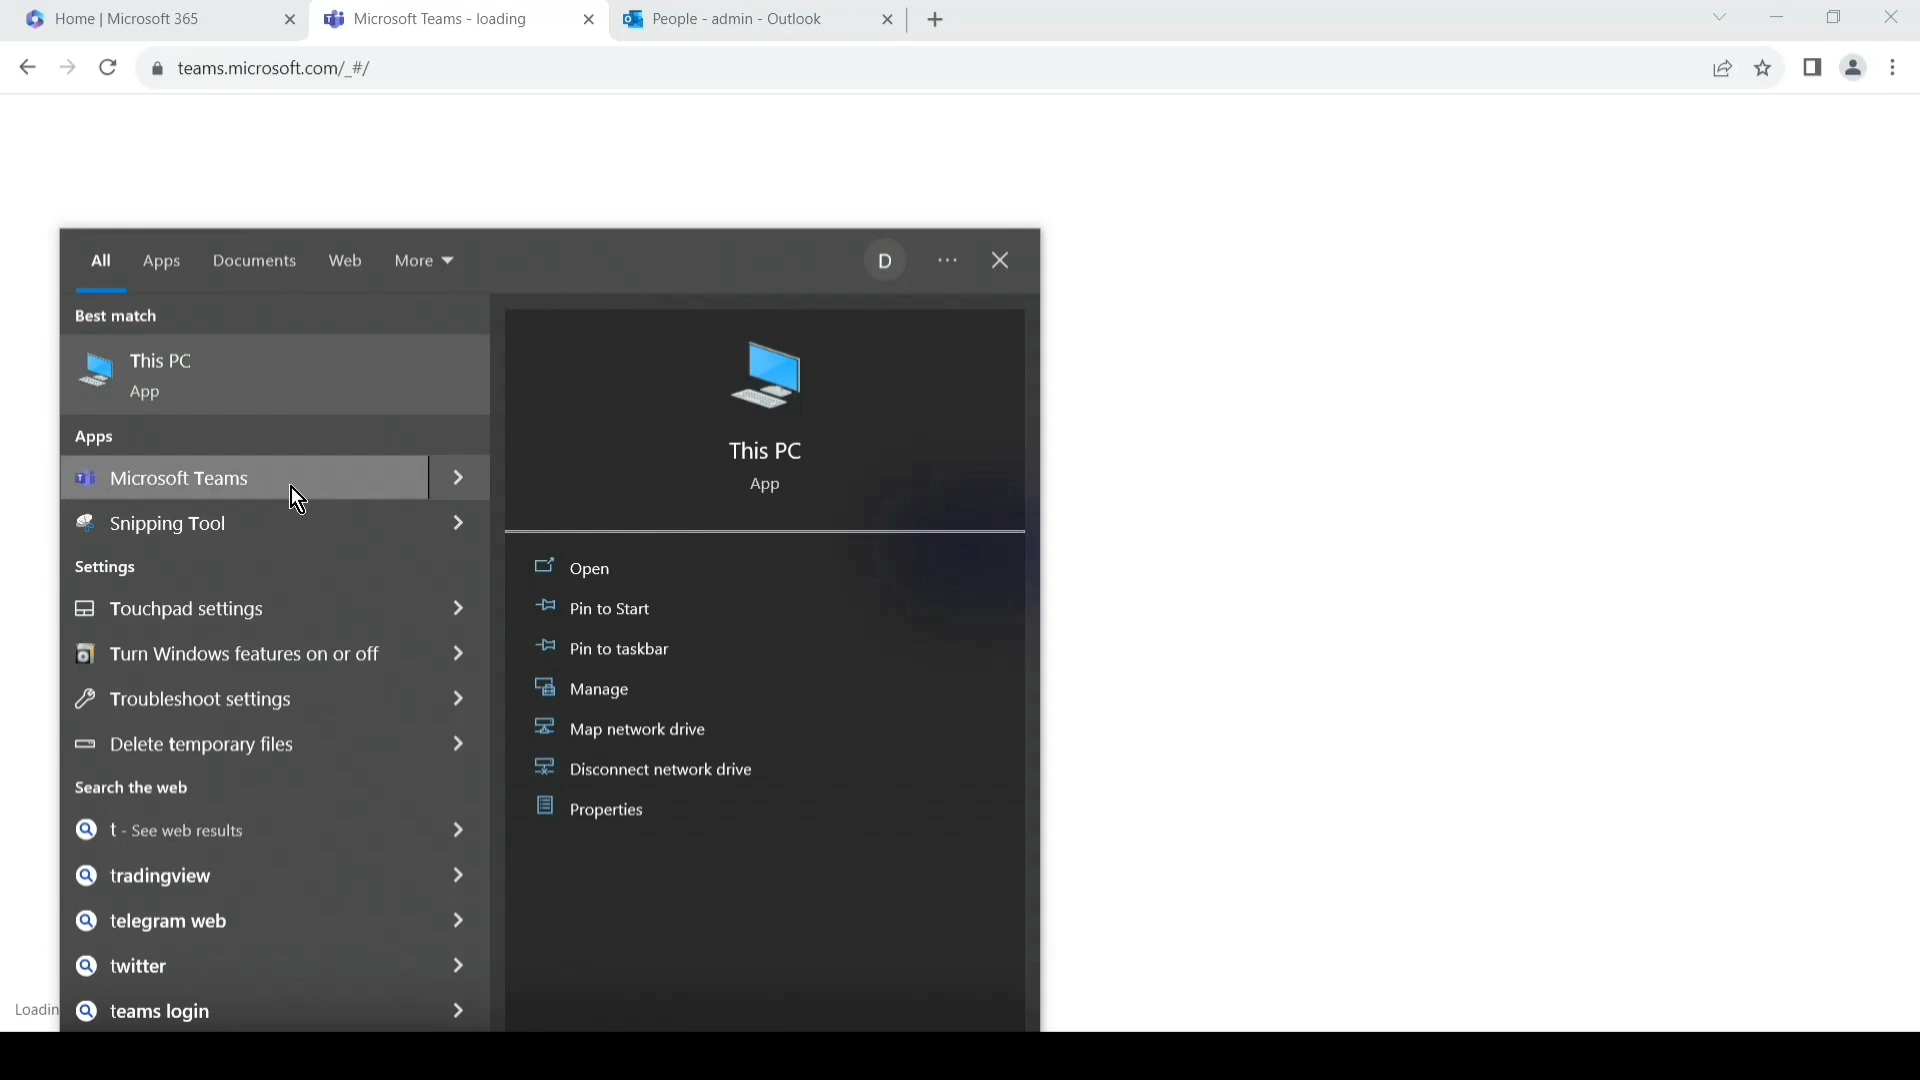 Home | Microsoft 365
Microsoft Teams - loading
People - admin - Outlook
teams.microsoft.com/_#/
All
Apps
Documents
Web
More
D
Best match
This PC
App
Apps
Microsoft Teams
Snipping Tool
Settings
Touchpad settings
Turn Windows features on or off
Troubleshoot settings
Delete temporary files
Search the web
t - See web results
tradingview
telegram web
twitter
teams login
This PC
App
Open
Pin to Start
Pin to taskbar
Manage
Map network drive
Disconnect network drive
Properties
Loadin